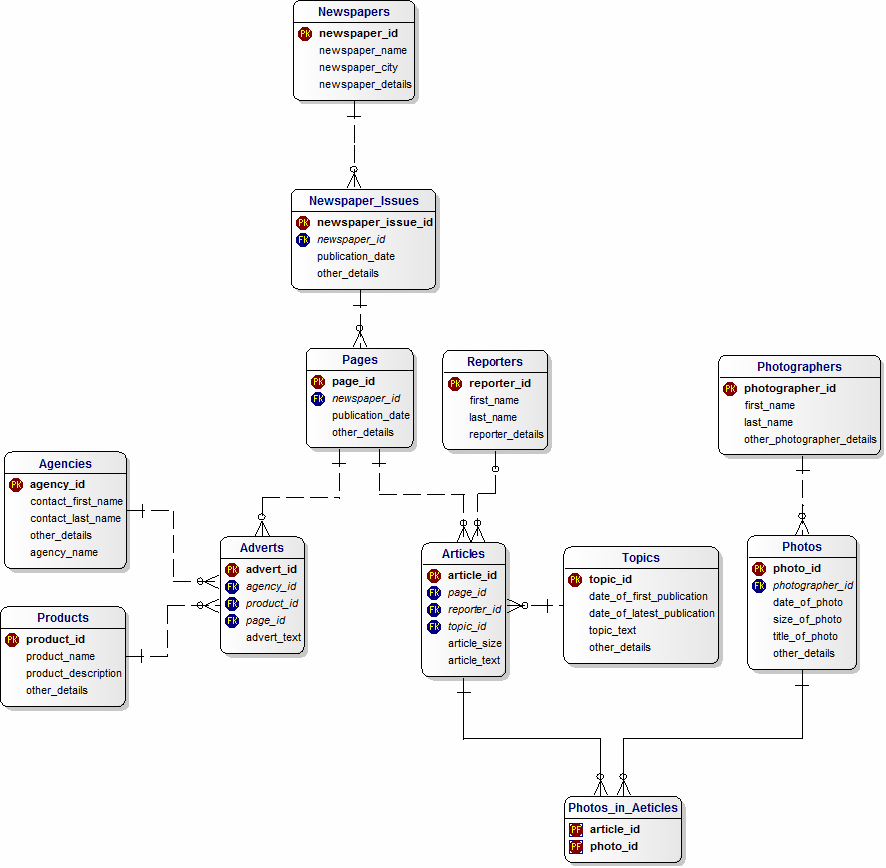 Newspapers
PK newspaper_id
newspaper_name
newspaper_city
newspaper_details
Newspaper_Issues
PK newspaper_issue_id
FK newspaper_id
publication_date
other_details
Pages
PK page_id
FK newspaper_id
publication_date
other_details
Reporters
PK reporter_id
first_name
last_name
reporter_details
Photographers
PK photographer_id
first_name
last_name
other_photographer_details
Agencies
PK agency_id
contact_first_name
contact_last_name
other_details
agency_name
Adverts
PK advert_id
FK agency_id
FK product_id
FK page_id
advert_text
Articles
PK article_id
FK page_id
FK reporter_id
FK topic_id
article_size
article_text
Topics
PK topic_id
date_of_first_publication
date_of_latest_publication
topic_text
other_details
Photos
PK photo_id
FK photographer_id
date_of_photo
size_of_photo
title_of_photo
other_details
Products
PK product_id
product_name
product_description
other_details
Photos_in_Aeticles
PF article_id
PF photo_id